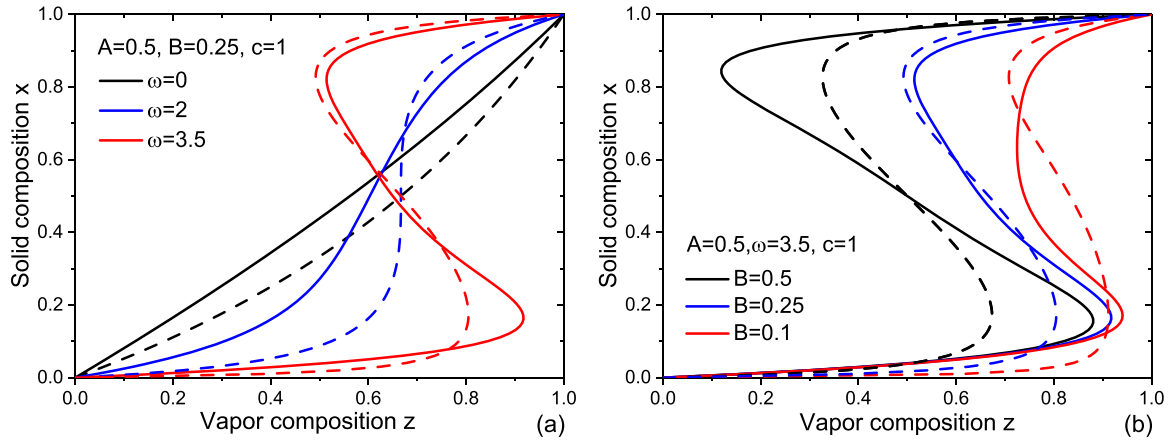 A=0.5, B=0.25, c=1
ω=0
ω=2
ω=3.5
Solid composition x
1.0
0.8
0.6
0.4
0.2
0.0
0.0 0.2 0.4 0.6 0.8 1.0
Vapor composition z
(a)
A=0.5,ω=3.5, c=1
B=0.5
B=0.25
B=0.1
Solid composition x
1.0
0.8
0.6
0.4
0.2
0.0
0.0 0.2 0.4 0.6 0.8 1.0
Vapor composition z
(b)